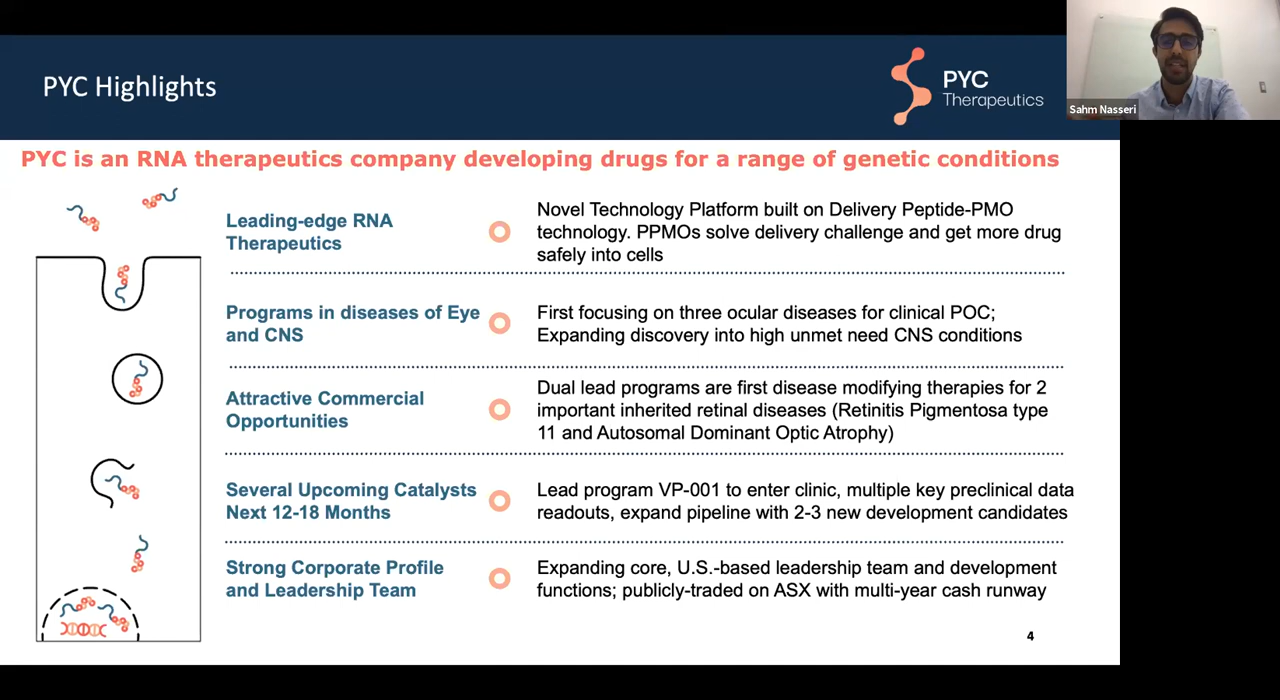 PYC Highlights
PYC
Therapeutics
Sahm Nasseri
PYC is an RNA therapeutics company developing drugs for a range of genetic conditions
Leading-edge RNA
Therapeutics
Novel Technology Platform built on Delivery Peptide-PMO
technology. PPMOs solve delivery challenge and get more drug
safely into cells
Programs in diseases of Eye
and CNS
First focusing on three ocular diseases for clinical POC;
Expanding discovery into high unmet need CNS conditions
Attractive Commercial
Opportunities
Dual lead programs are first disease modifying therapies for 2
important inherited retinal diseases (Retinitis Pigmentosa type
11 and Autosomal Dominant Optic Atrophy)
Several Upcoming Catalysts
Next 12-18 Months
Lead program VP-001 to enter clinic, multiple key preclinical data
readouts, expand pipeline with 2-3 new development candidates
Strong Corporate Profile
and Leadership Team
Expanding core, U.S.-based leadership team and development
functions; publicly-traded on ASX with multi-year cash runway
4